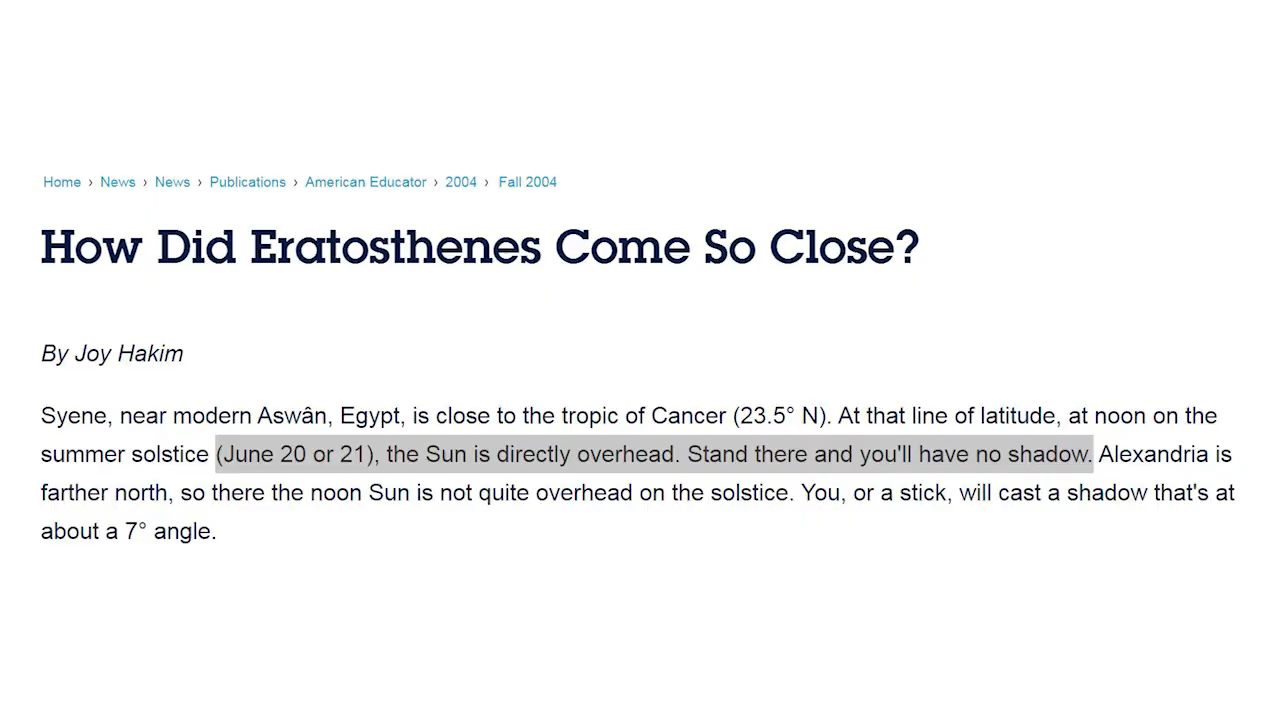 Home › News › News › Publications › American Educator › 2004 › Fall 2004
How Did Eratosthenes Come So Close?
By Joy Hakim
Syene, near modern Aswân, Egypt, is close to the tropic of Cancer (23.5° N). At that line of latitude, at noon on the
summer solstice (June 20 or 21), the Sun is directly overhead. Stand there and you'll have no shadow. Alexandria is
farther north, so there the noon Sun is not quite overhead on the solstice. You, or a stick, will cast a shadow that's at
about a 7° angle.